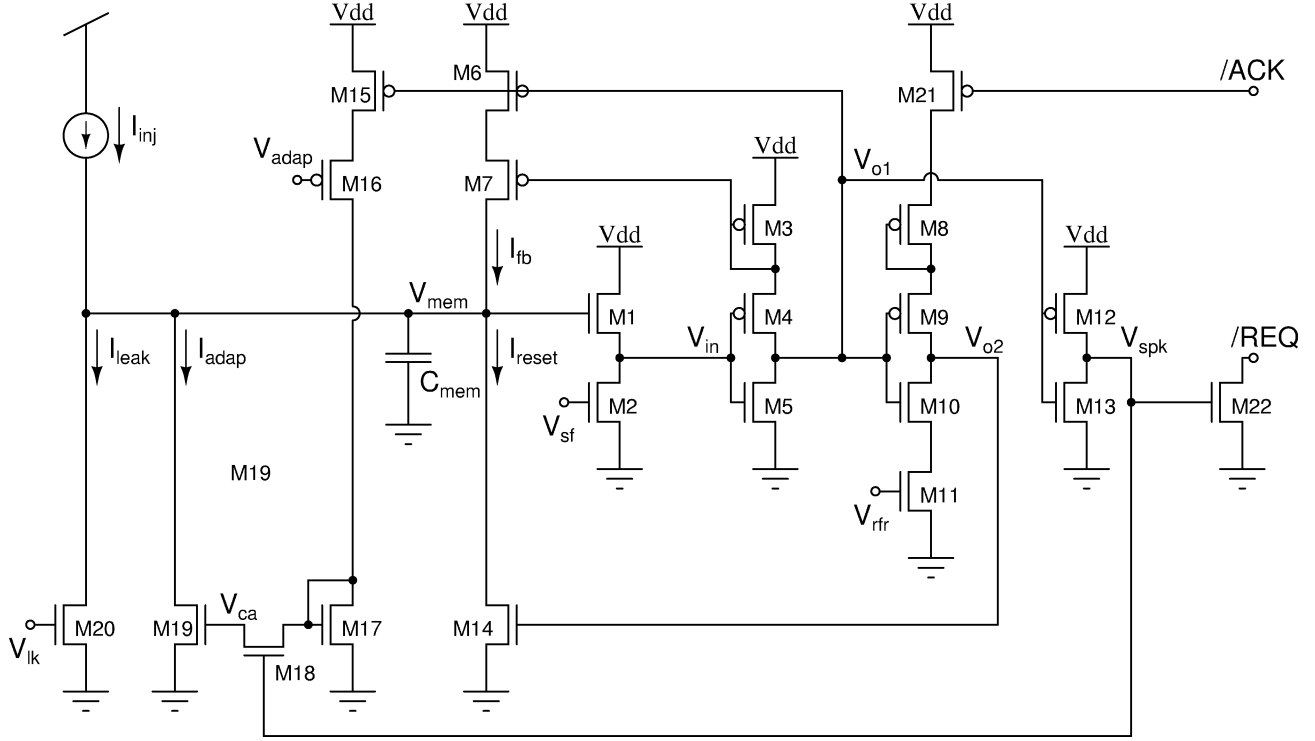 Vdd
Vdd
Vdd
/ACK
M6
M15
M21
Iinj
Vadap
Vdd
Vo1
M16
M7
M3
M8
Vdd
Vdd
Ifb
Vmem
M1
M4
M9
M12
Vin
Vo2
Vspk
/REQ
Ileak
Iadap
Ireset
Cmem
M2
M5
M10
M13
M22
Vsf
M19
M11
Vrfr
Vca
M20
M19
M17
M14
Vlk
M18